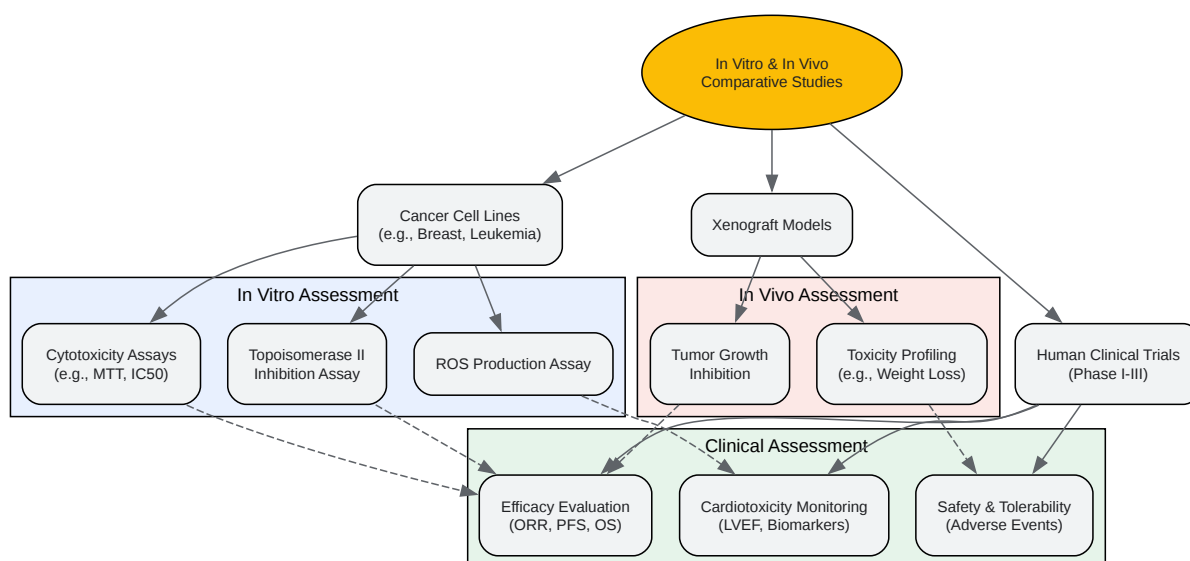 In Vitro & In Vivo
Comparative Studies
Cancer Cell Lines
(e.g., Breast, Leukemia)
Xenograft Models
In Vitro Assessment
In Vivo Assessment
Cytotoxicity Assays
(e.g., MTT, IC50)
Topoisomerase II
Inhibition Assay
ROS Production Assay
Tumor Growth
Inhibition
Toxicity Profiling
(e.g., Weight Loss)
Human Clinical Trials
(Phase I-III)
Clinical Assessment
Efficacy Evaluation
(ORR, PFS, OS)
Cardiotoxicity Monitoring
(LVEF, Biomarkers)
Safety & Tolerability
(Adverse Events)